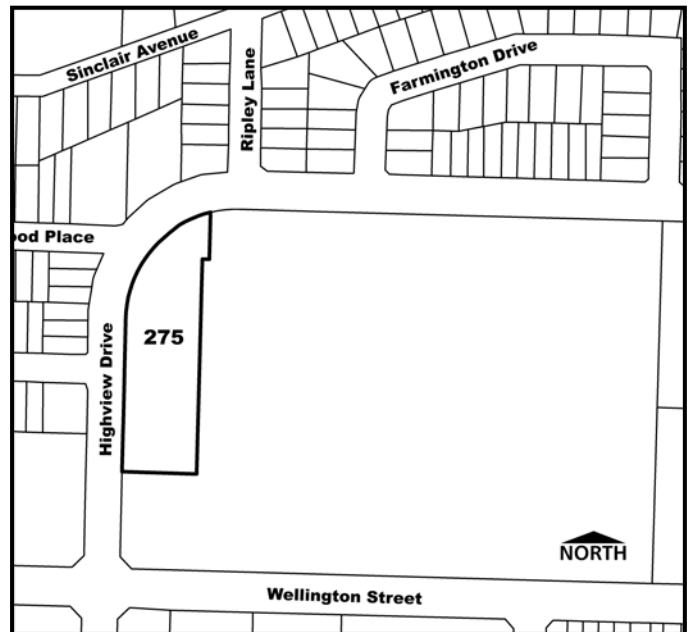 Sinclair Avenue
Ripley Lane
Farmington Drive
ood Place
275
Highview Drive
NORTH
Wellington Street